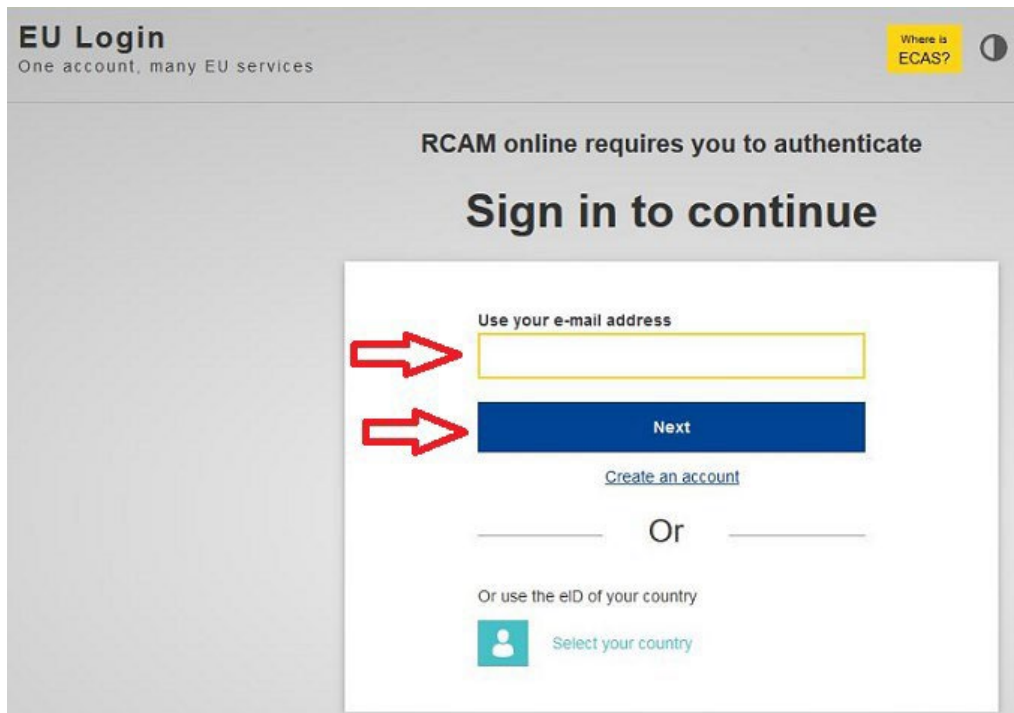 EU Login
One account, many EU services
Where is
ECAS?
RCAM online requires you to authenticate
Sign in to continue
Use your e-mail address
Next
Create an account
Or
Or use the eID of your country
Select your country